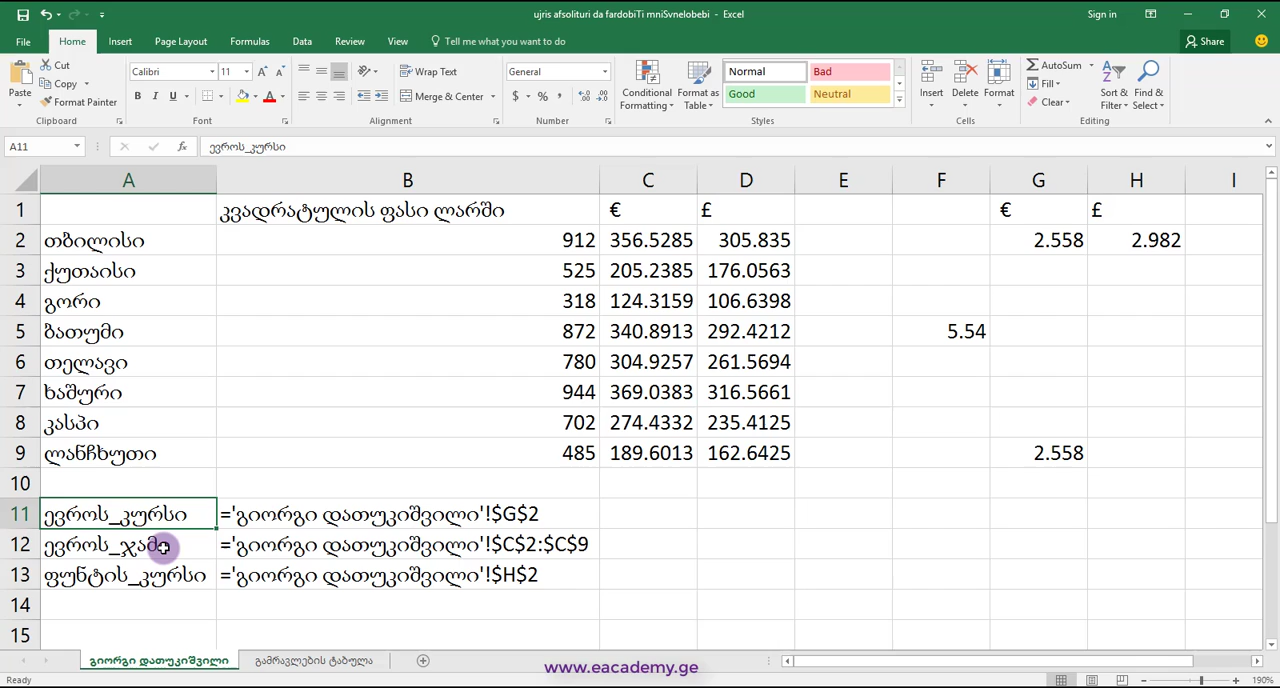 ujris afsolituri da fardobiTi mniSvnelobebi - Excel
Sign in
File Home Insert Page Layout Formulas Data Review View Tell me what you want to do Share
Paste Cut Copy Format Painter Clipboard
Calibri 11 Font
Wrap Text Merge & Center Alignment
General Number
Conditional Formatting Format as Table Normal Bad Good Neutral Styles
Insert Delete Format Cells
AutoSum Fill Clear Sort & Filter Find & Select Editing
A11 ევროს_კურსი
A B C D E F G H I
1 კვადრატულის ფასი ლარში € £ € £
2 თბილისი 912 356.5285 305.835 2.558 2.982
3 ქუთაისი 525 205.2385 176.0563
4 გორი 318 124.3159 106.6398
5 ბათუმი 872 340.8913 292.4212 5.54
6 თელავი 780 304.9257 261.5694
7 ხაშური 944 369.0383 316.5661
8 კასპი 702 274.4332 235.4125
9 ლანჩხუთი 485 189.6013 162.6425 2.558
10
11 ევროს_კურსი ='გიორგი დათუკიშვილი'!$G$2
12 ევროს_ჯამი ='გიორგი დათუკიშვილი'!$C$2:$C$9
13 ფუნტის_კურსი ='გიორგი დათუკიშვილი'!$H$2
14
15
გიორგი დათუკიშვილი გამრავლების ტაბულა
www.eacademy.ge
Ready 190%